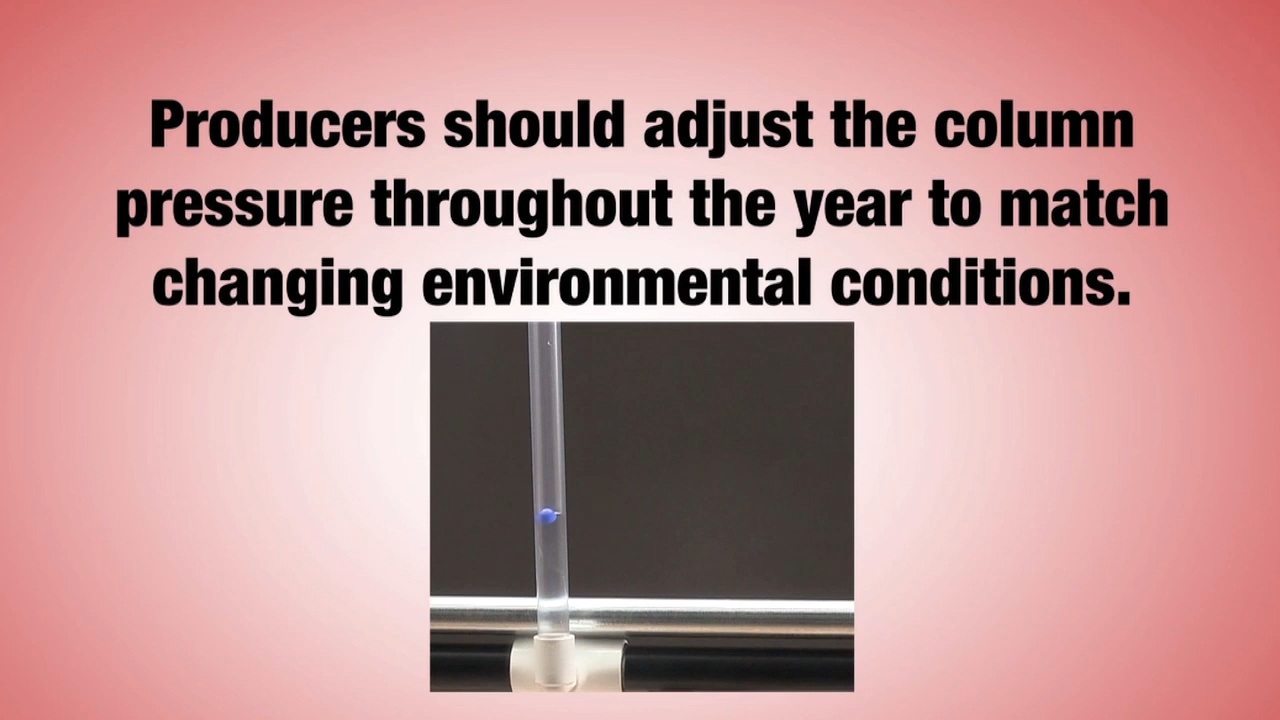 Producers should adjust the column
pressure throughout the year to match
changing environmental conditions.